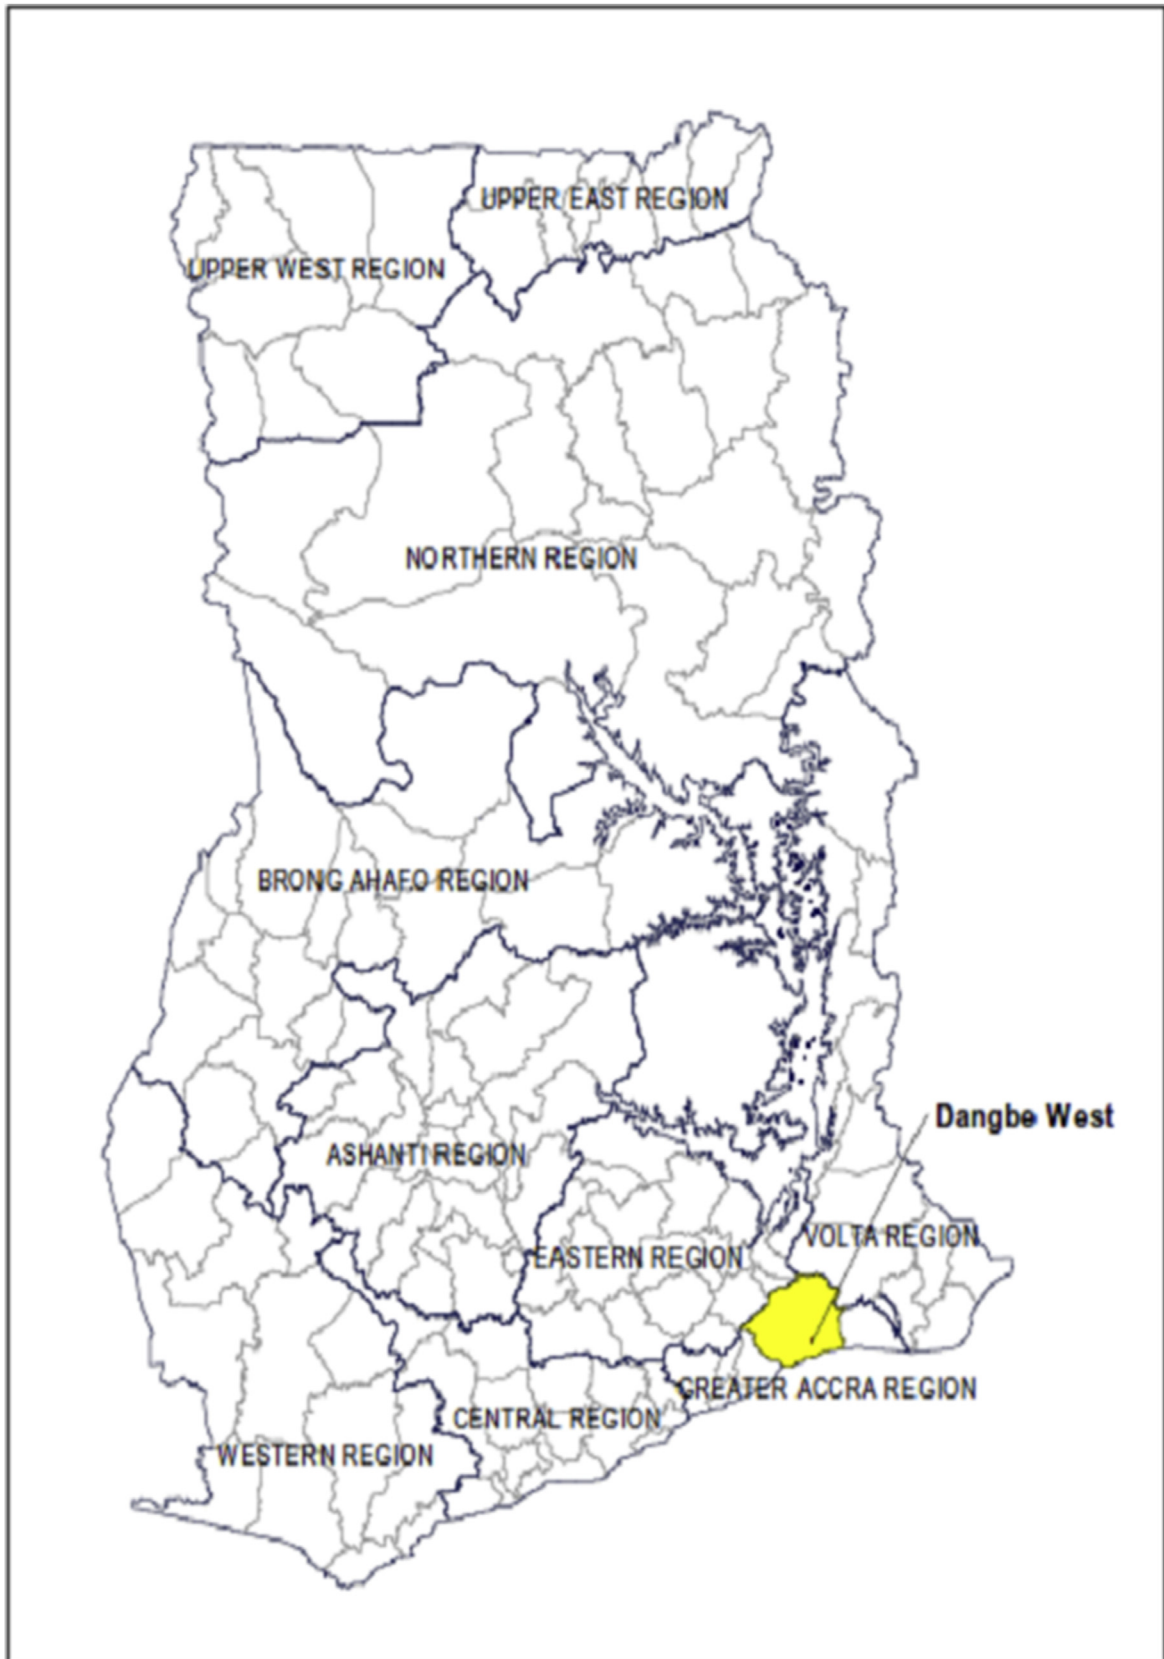 UPPER EAST REGION
UPPER WEST REGION
NORTHERN REGION
BRONG AHAFO REGION
Dangbe West
ASHANTI REGION
VOLTA REGION
EASTERN REGION
GREATER ACCRA REGION
CENTRAL REGION
WESTERN REGION